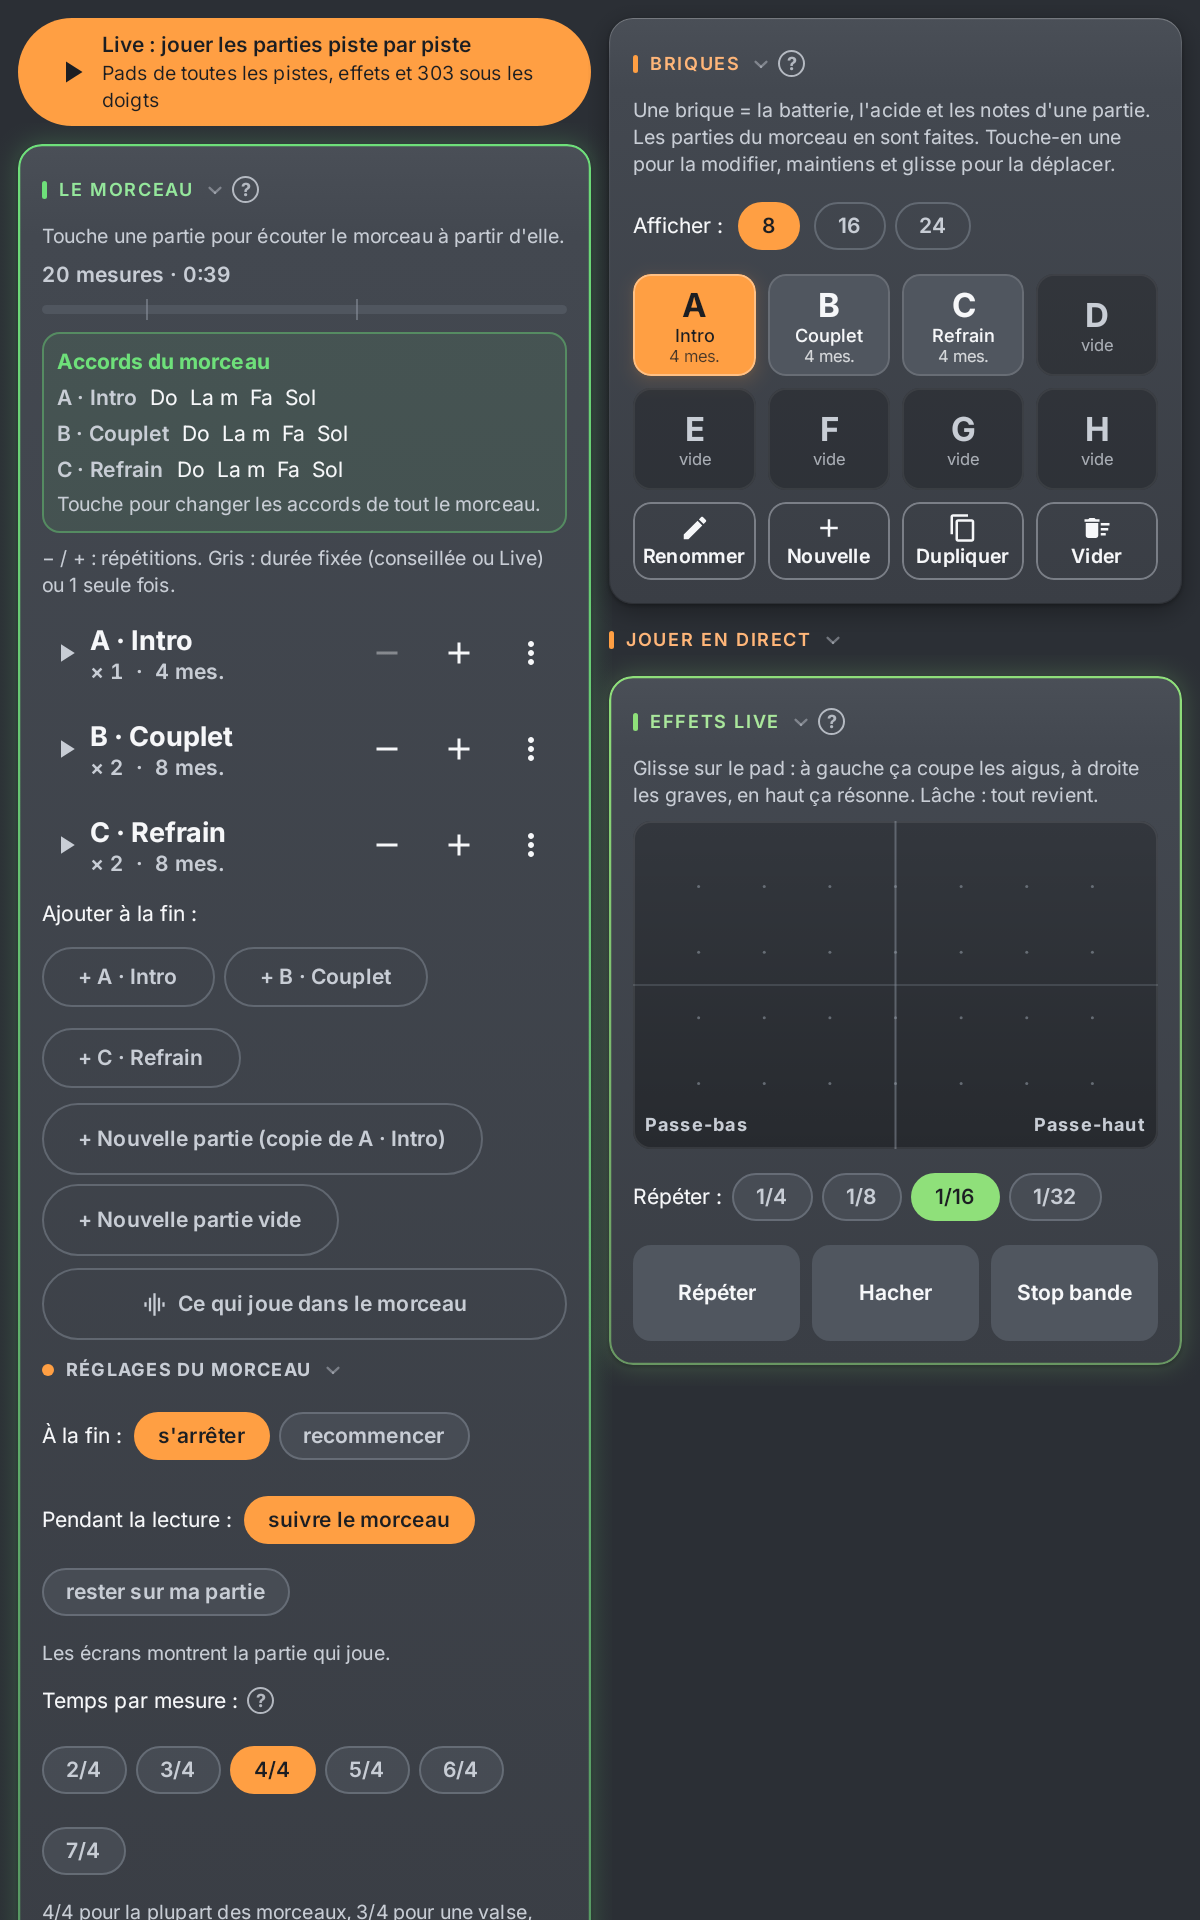 Live : jouer les parties piste par piste
Pads de toutes les pistes, effets et 303 sous les
doigts
LE MORCEAU
?
Touche une partie pour écouter le morceau à partir d'elle.
20 mesures · 0:39
Accords du morceau
A · Intro Do La m Fa Sol
B · Couplet Do La m Fa Sol
C · Refrain Do La m Fa Sol
Touche pour changer les accords de tout le morceau.
− / + : répétitions. Gris : durée fixée (conseillée ou Live)
ou 1 seule fois.
A · Intro
× 1 · 4 mes.
B · Couplet
× 2 · 8 mes.
C · Refrain
× 2 · 8 mes.
Ajouter à la fin :
+ A · Intro
+ B · Couplet
+ C · Refrain
+ Nouvelle partie (copie de A · Intro)
+ Nouvelle partie vide
Ce qui joue dans le morceau
RÉGLAGES DU MORCEAU
À la fin : s'arrêter recommencer
Pendant la lecture : suivre le morceau
rester sur ma partie
Les écrans montrent la partie qui joue.
Temps par mesure : ?
2/4 3/4 4/4 5/4 6/4
7/4
4/4 pour la plupart des morceaux, 3/4 pour une valse,
BRIQUES
?
Une brique = la batterie, l'acide et les notes d'une partie.
Les parties du morceau en sont faites. Touche-en une
pour la modifier, maintiens et glisse pour la déplacer.
Afficher : 8 16 24
A
Intro
4 mes.
B
Couplet
4 mes.
C
Refrain
4 mes.
D
vide
E
vide
F
vide
G
vide
H
vide
Renommer
Nouvelle
Dupliquer
Vider
JOUER EN DIRECT
EFFETS LIVE
?
Glisse sur le pad : à gauche ça coupe les aigus, à droite
les graves, en haut ça résonne. Lâche : tout revient.
Passe-bas
Passe-haut
Répéter : 1/4 1/8 1/16 1/32
Répéter
Hacher
Stop bande